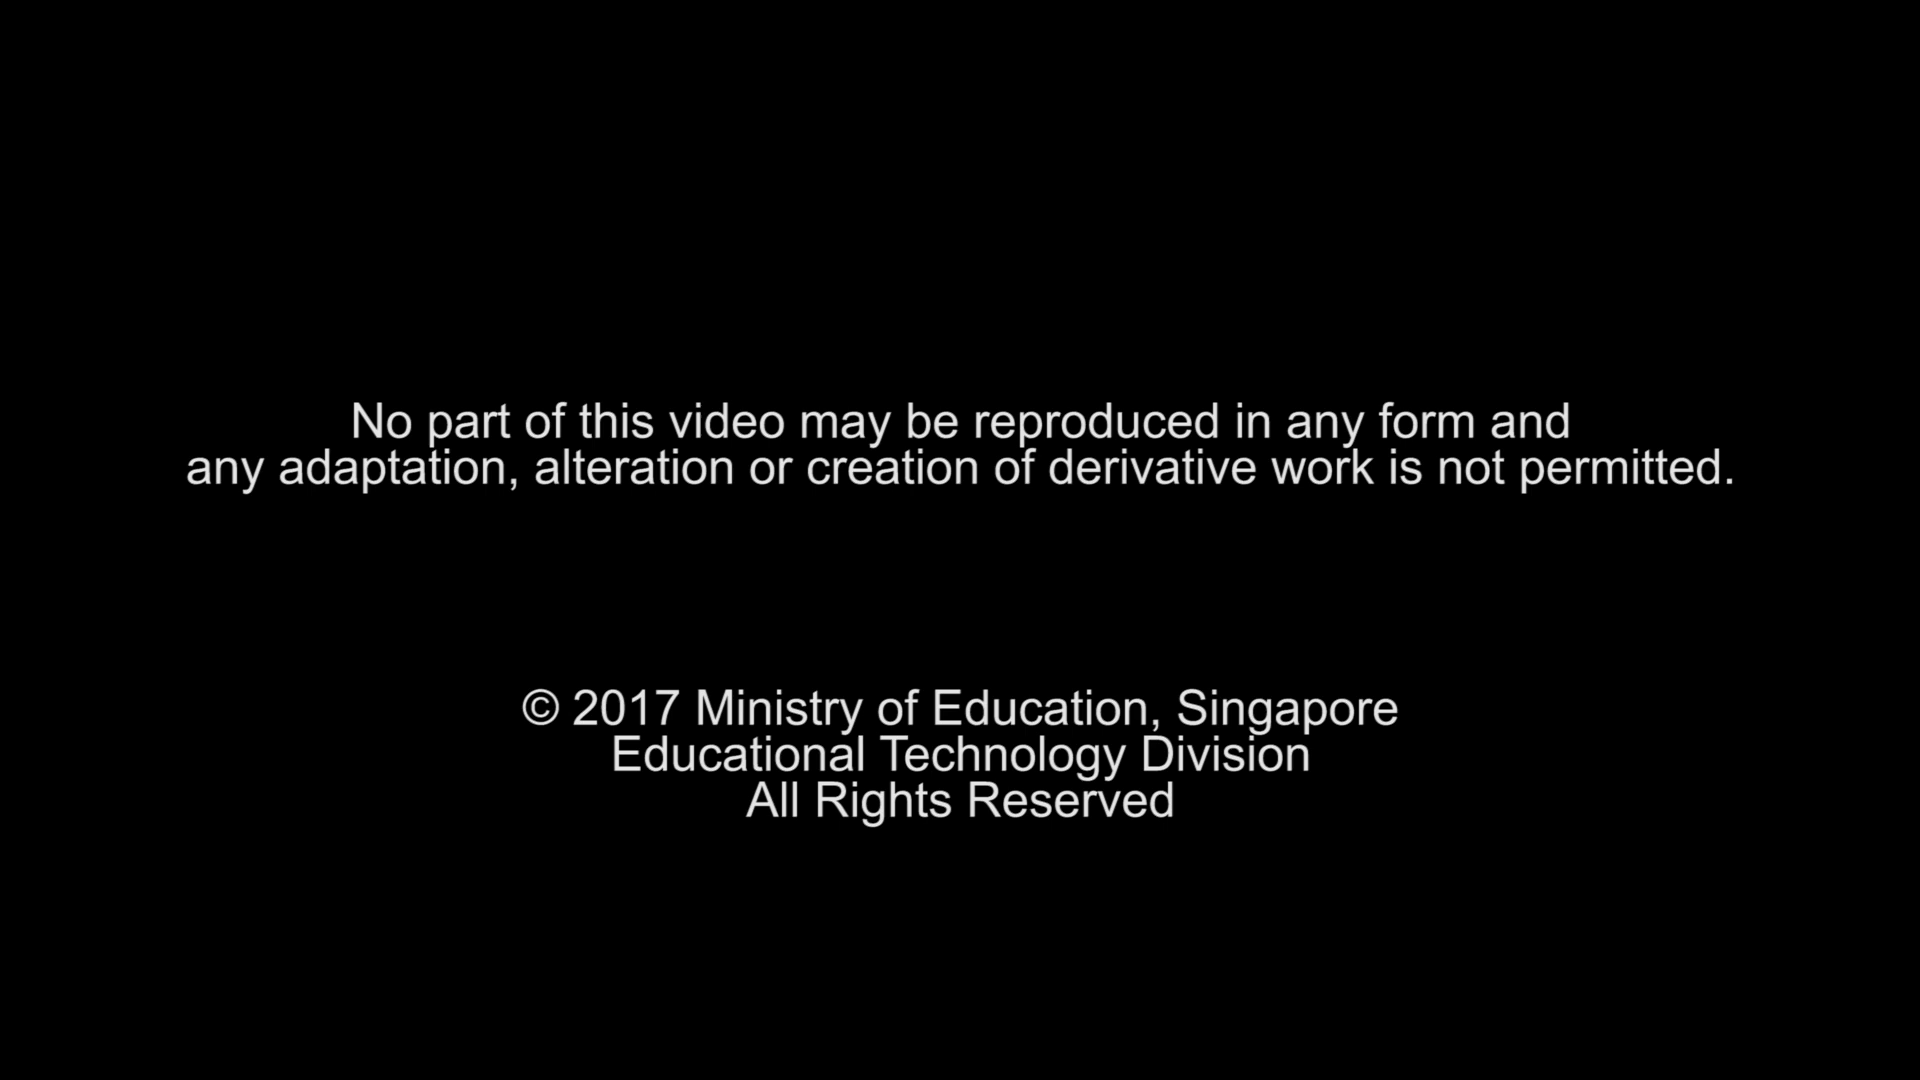 No part of this video may be reproduced in any form and
any adaptation, alteration or creation of derivative work is not permitted.
© 2017 Ministry of Education, Singapore
Educational Technology Division
All Rights Reserved